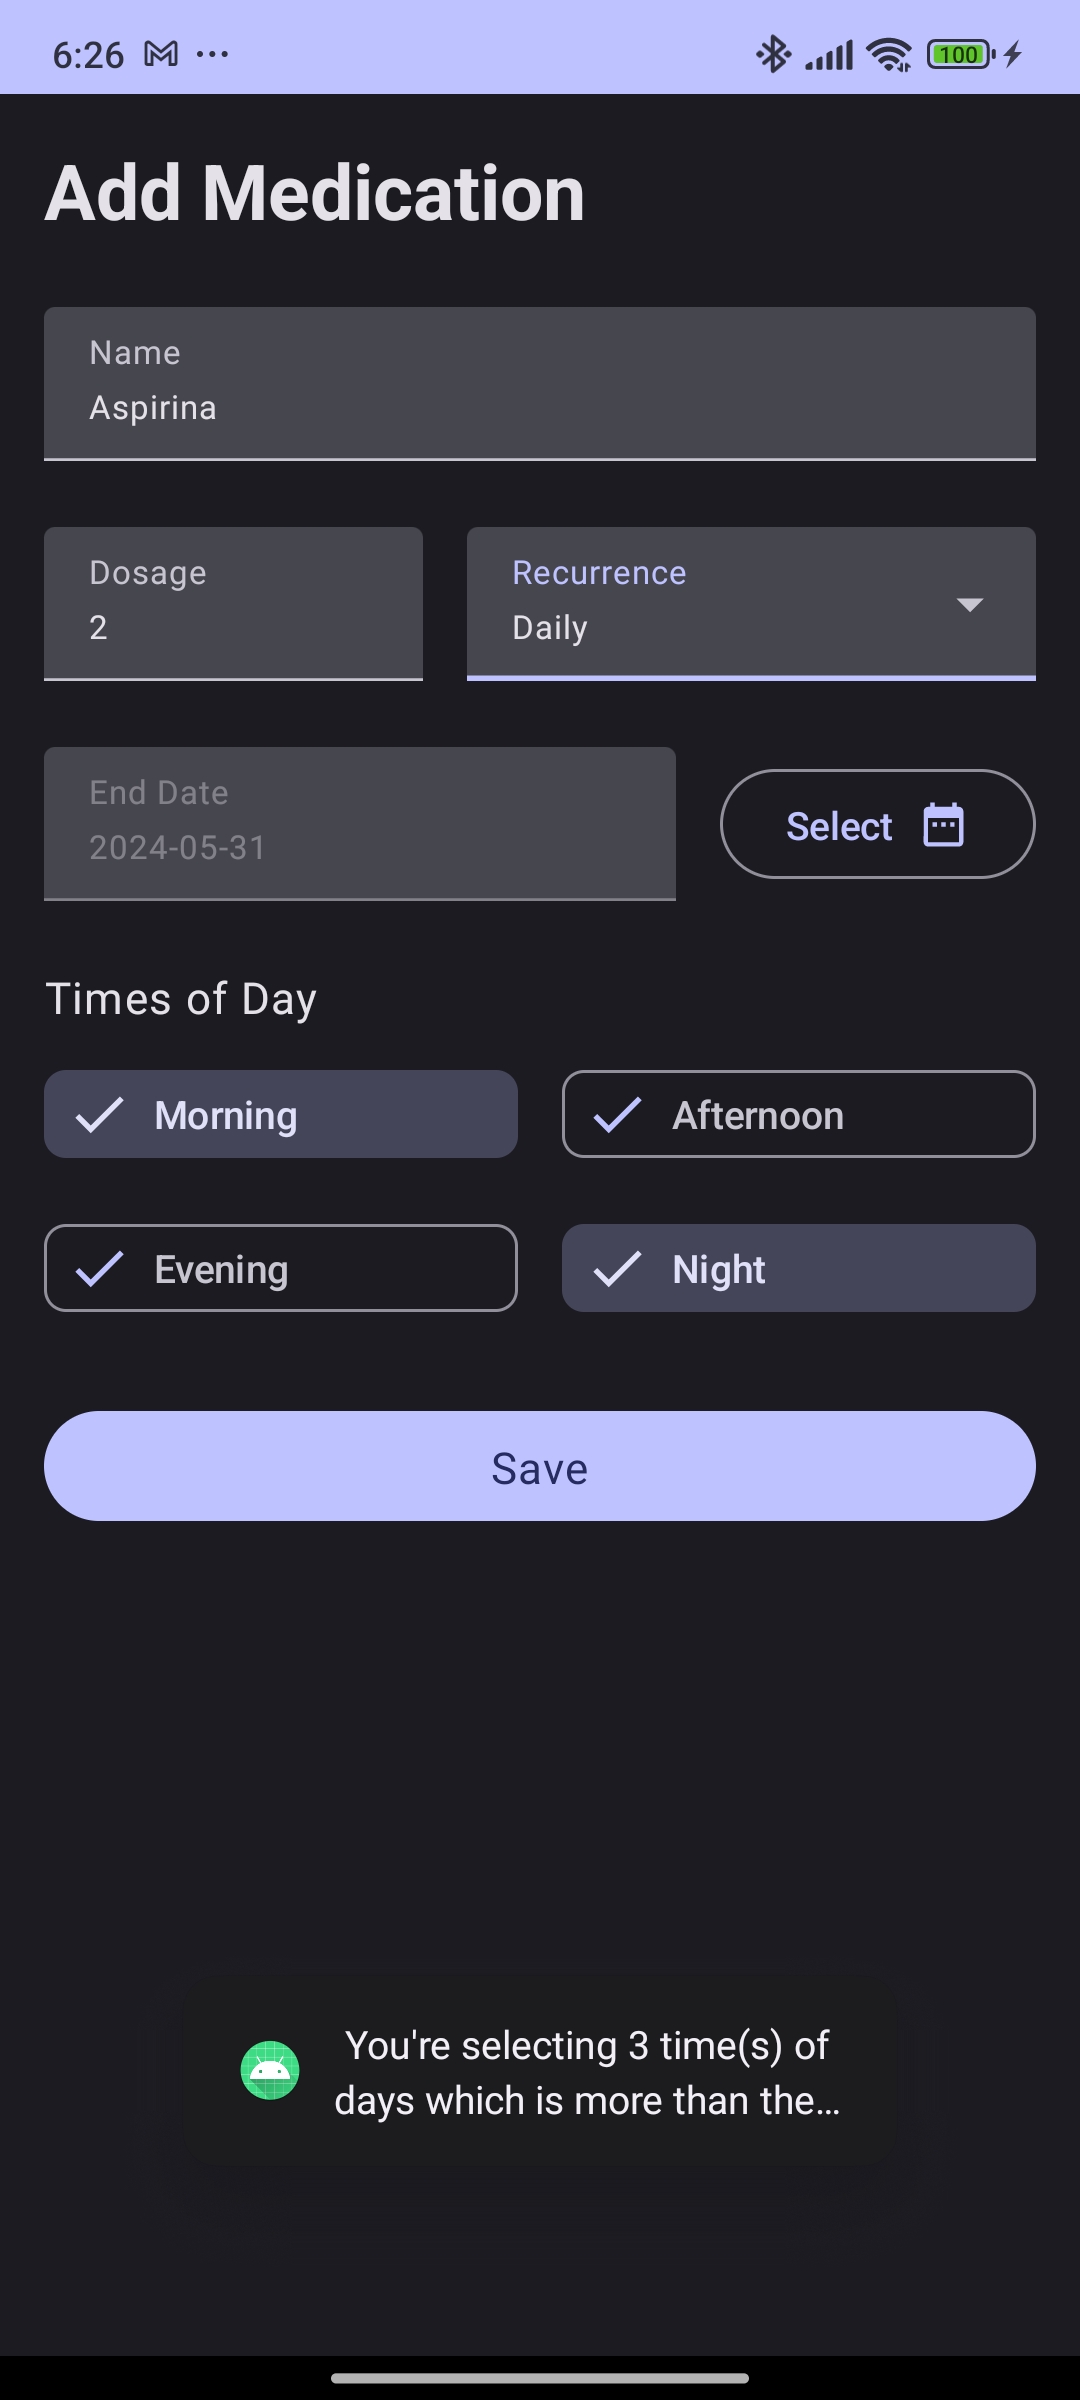 6:26
100
Add Medication
Name
Aspirina
Dosage
2
Recurrence
Daily
End Date
2024-05-31
Select
Times of Day
Morning
Afternoon
Evening
Night
Save
You're selecting 3 time(s) of
days which is more than the…